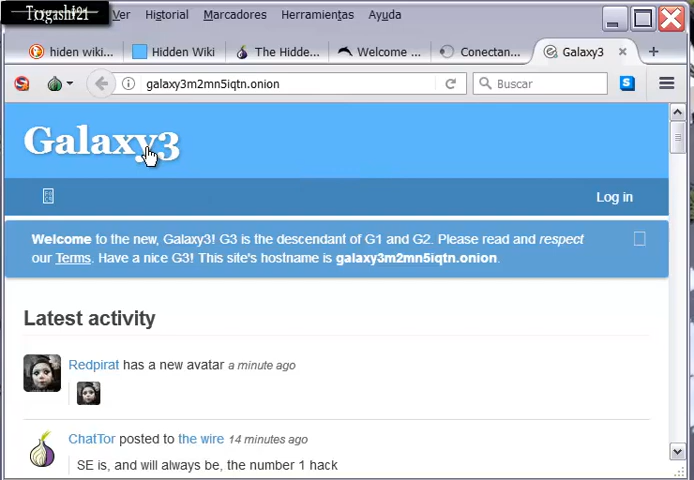 Trogashi21
Ver Historial Marcadores Herramientas Ayuda
hiden wiki...
Hidden Wiki
The Hidde...
Welcome ...
Conectan...
Galaxy3
galaxy3m2mn5iqtn.onion
Buscar
Galaxy3
Log in
Welcome to the new, Galaxy3! G3 is the descendant of G1 and G2. Please read and respect
our Terms. Have a nice G3! This site's hostname is galaxy3m2mn5iqtn.onion.
Latest activity
Redpirat has a new avatar a minute ago
ChatTor posted to the wire 14 minutes ago
SE is, and will always be, the number 1 hack